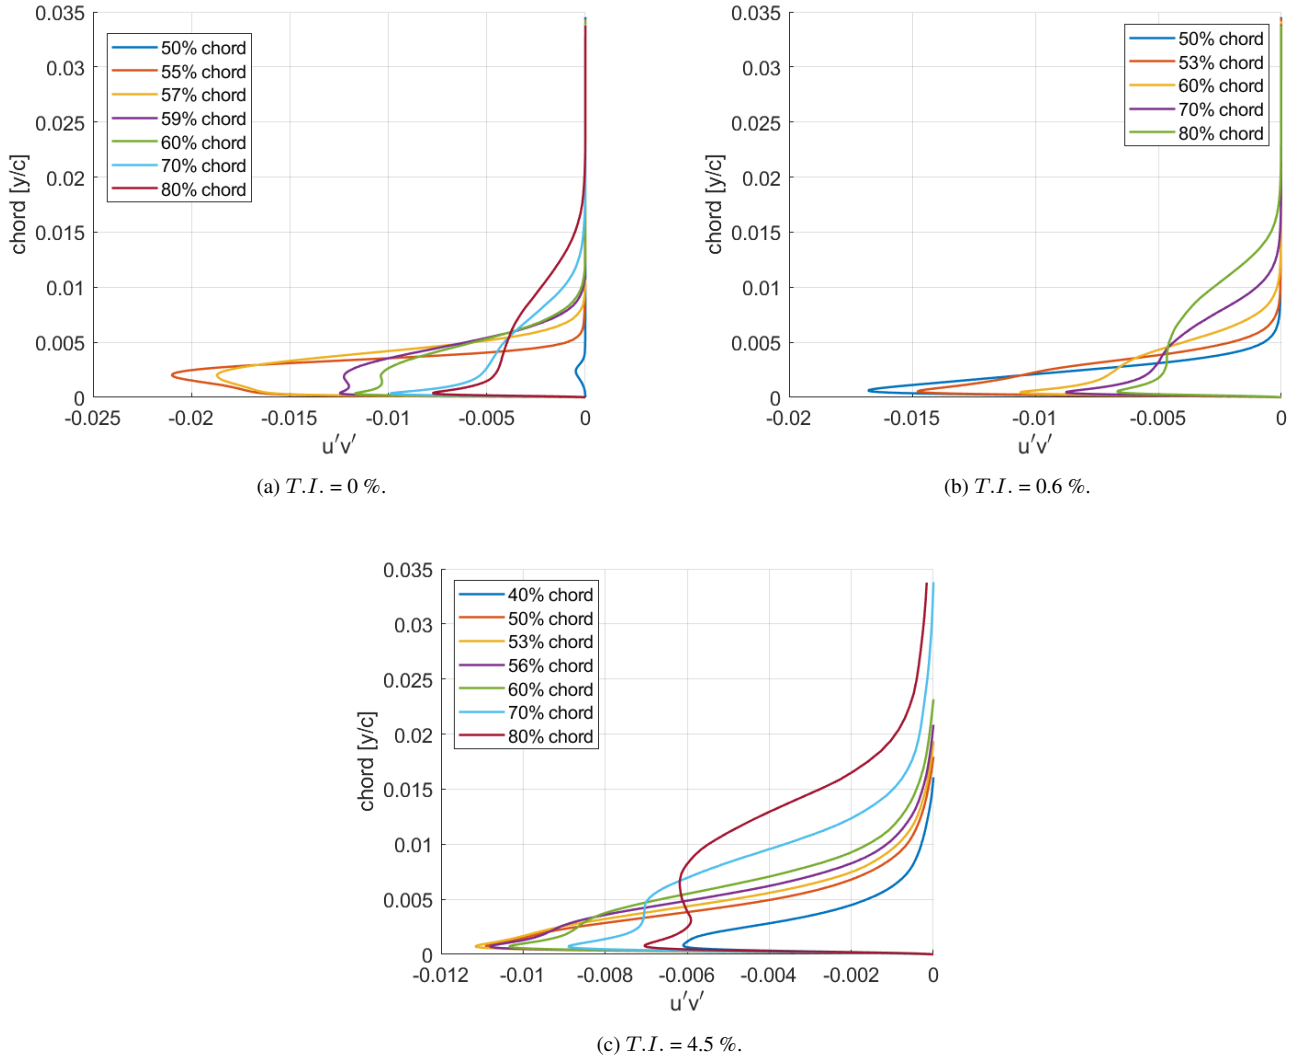 0.035
0.03
0.025
0.02
0.015
0.01
0.005
0
chord [y/c]
50% chord
55% chord
57% chord
59% chord
60% chord
70% chord
80% chord
-0.025 -0.02 -0.015 -0.01 -0.005 0
u′v′
(a) T.I. = 0 %.
0.035
0.03
0.025
0.02
0.015
0.01
0.005
0
chord [y/c]
50% chord
53% chord
60% chord
70% chord
80% chord
-0.02 -0.015 -0.01 -0.005 0
u′v′
(b) T.I. = 0.6 %.
0.035
0.03
0.025
0.02
0.015
0.01
0.005
0
chord [y/c]
40% chord
50% chord
53% chord
56% chord
60% chord
70% chord
80% chord
-0.012 -0.01 -0.008 -0.006 -0.004 -0.002 0
u′v′
(c) T.I. = 4.5 %.